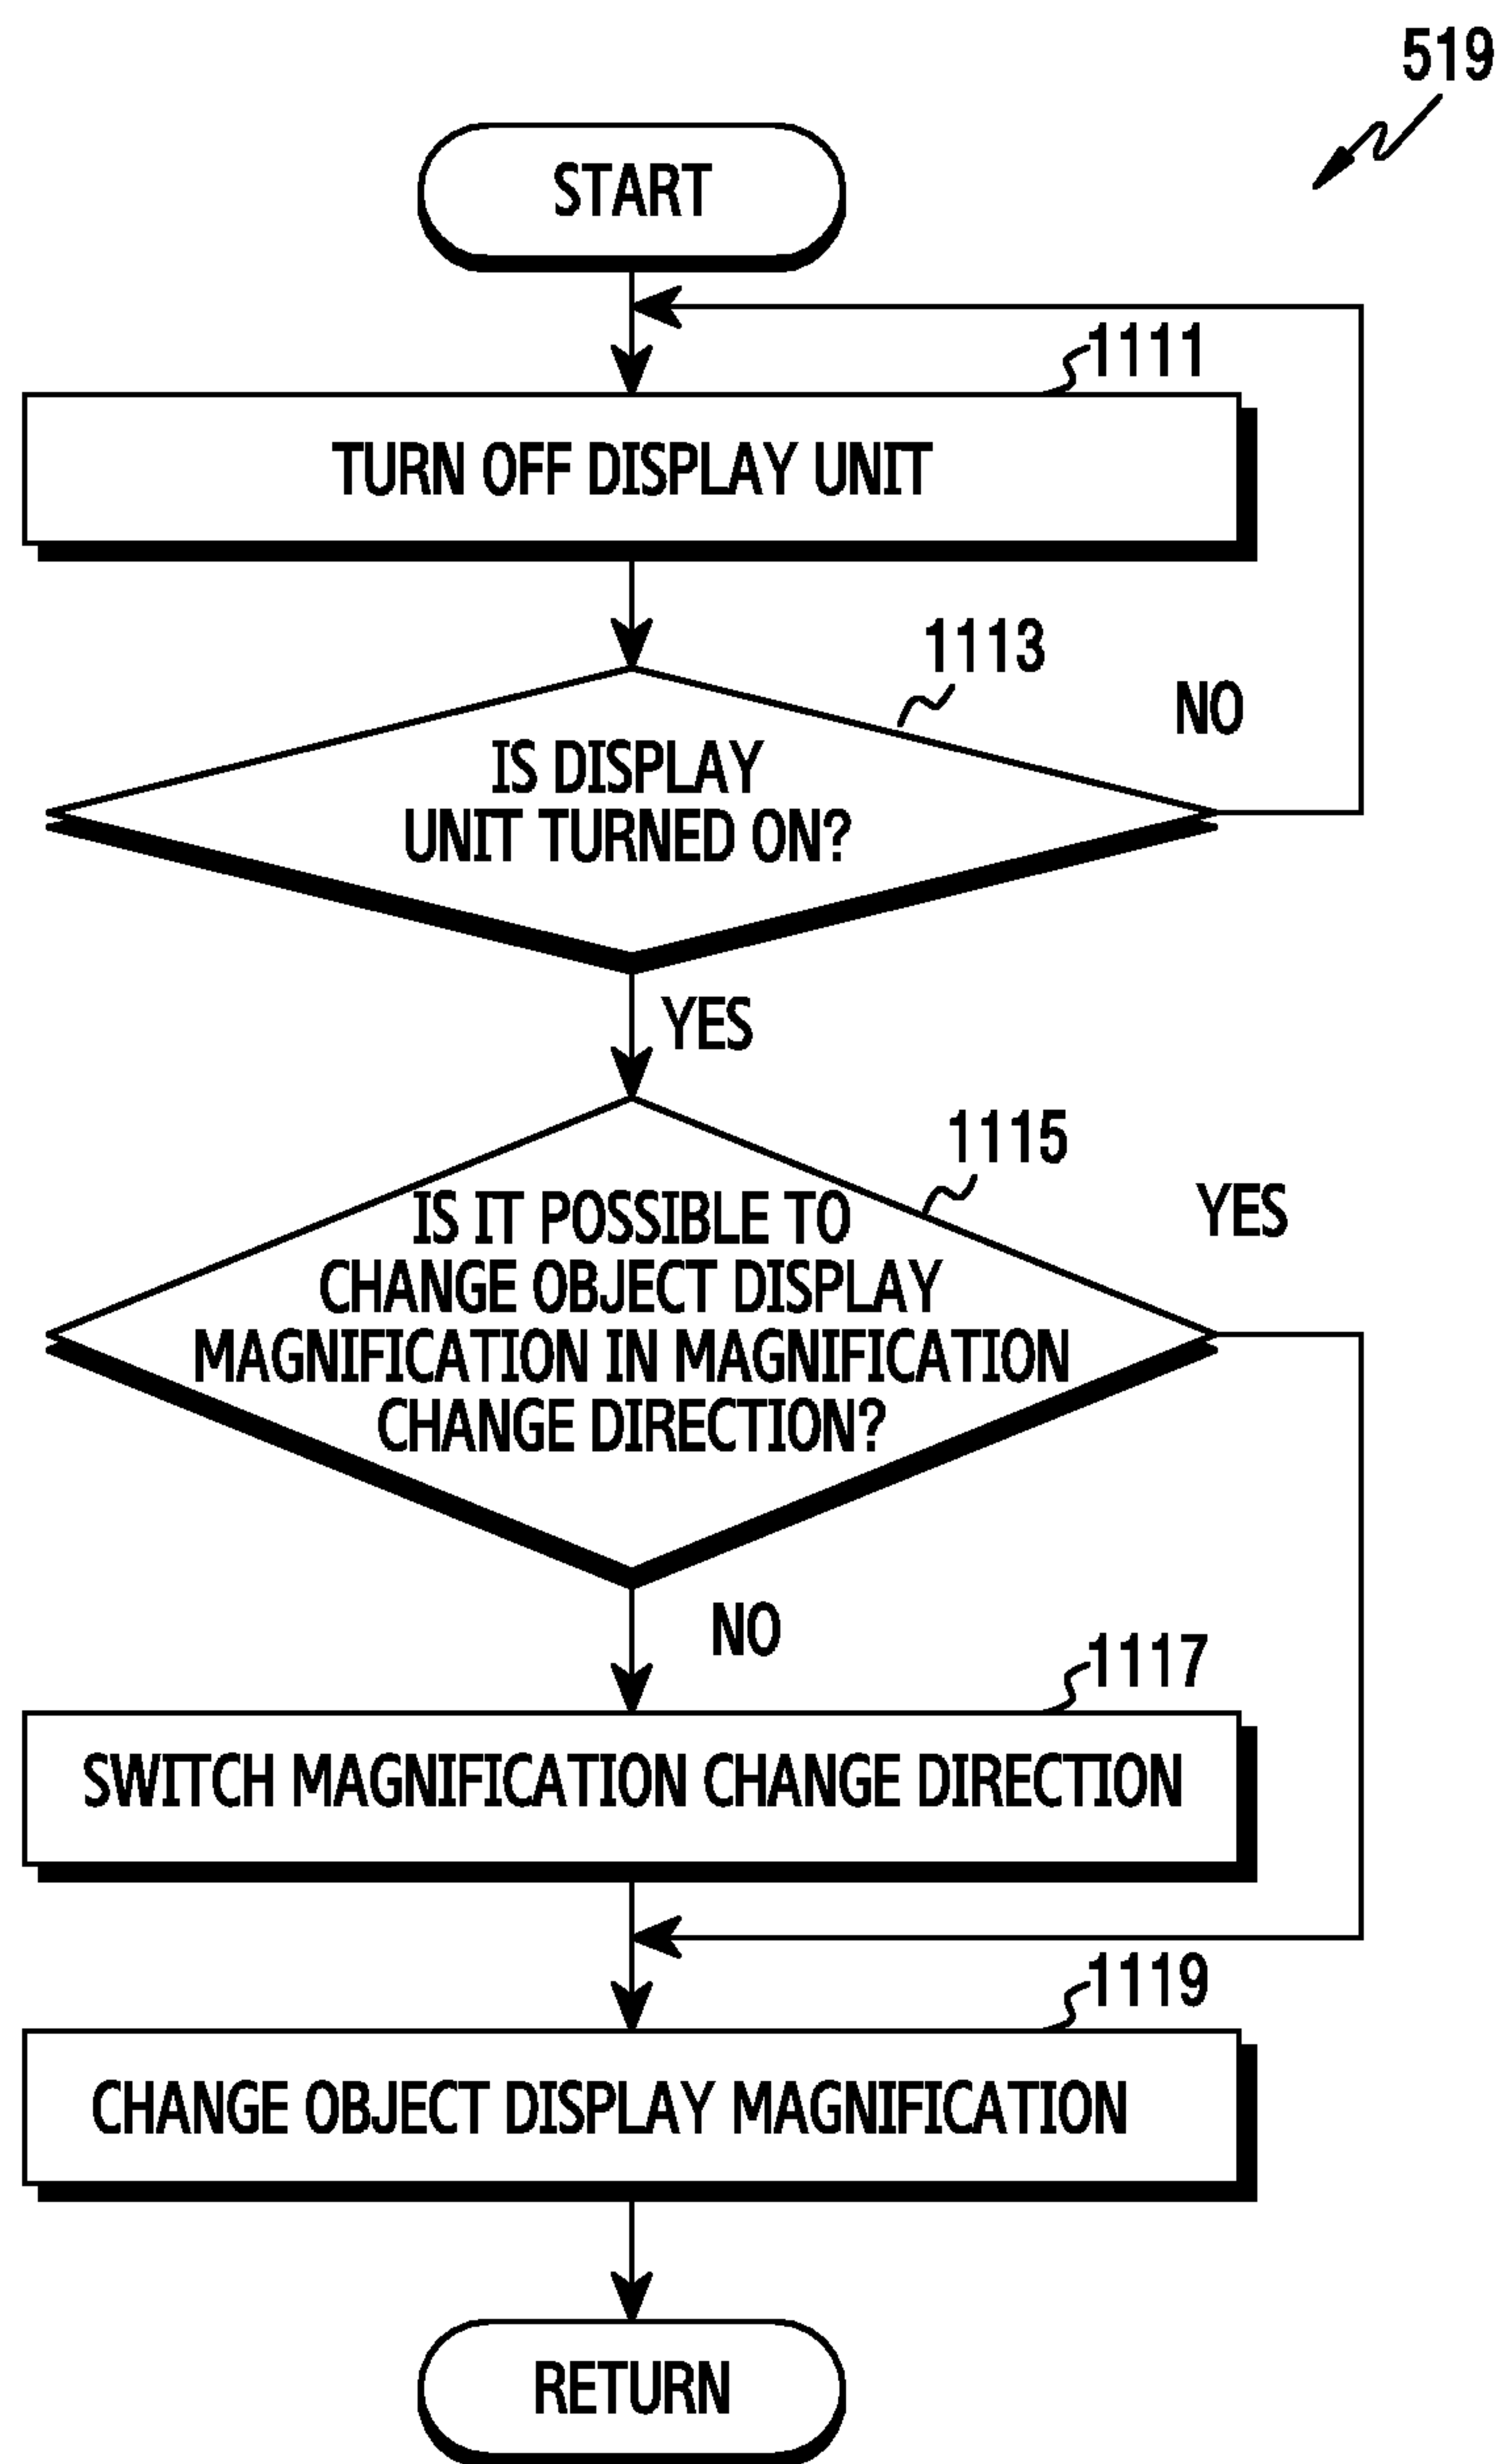 519
START
1111
TURN OFF DISPLAY UNIT
1113
NO
IS DISPLAY
UNIT TURNED ON?
YES
1115
YES
IS IT POSSIBLE TO
CHANGE OBJECT DISPLAY
MAGNIFICATION IN MAGNIFICATION
CHANGE DIRECTION?
NO
1117
SWITCH MAGNIFICATION CHANGE DIRECTION
1119
CHANGE OBJECT DISPLAY MAGNIFICATION
RETURN